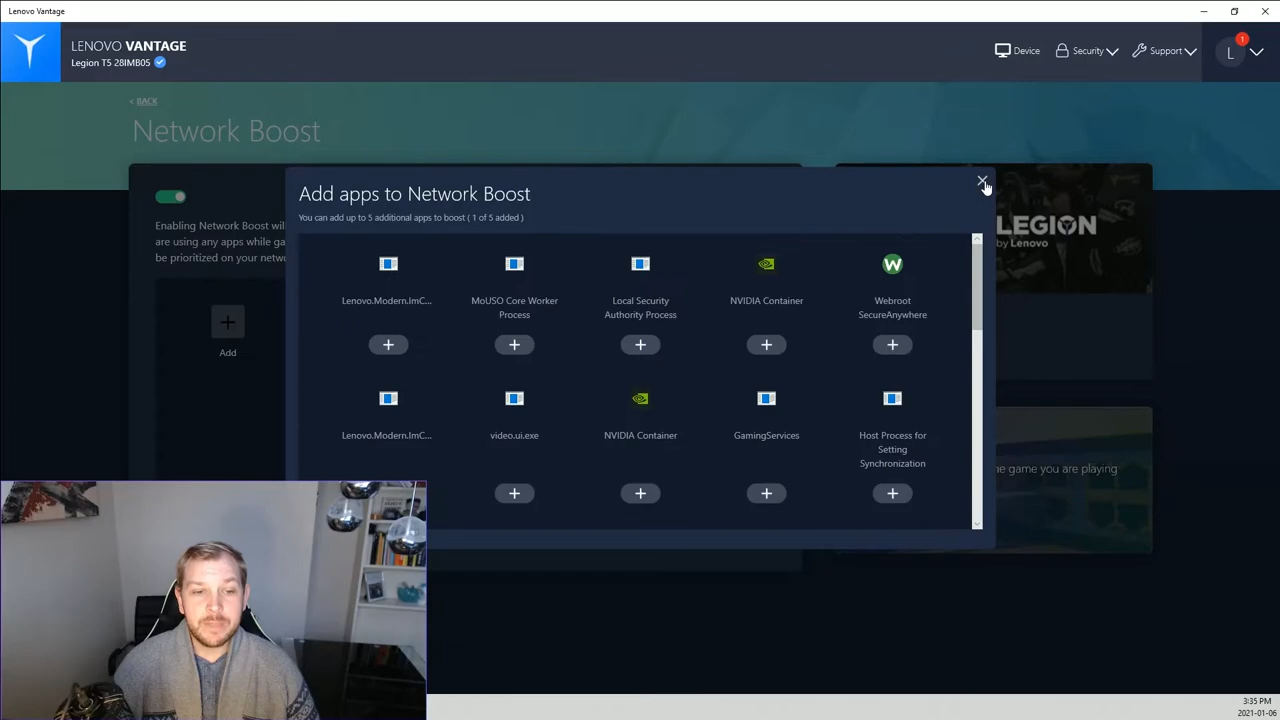 Lenovo Vantage
LENOVO VANTAGE
Legion T5 28IMB05
Device
Security
Support
L
1
< BACK
Network Boost
Enabling Network Boost will
are using any apps while ga
be prioritized on your netw
Add
Add apps to Network Boost
You can add up to 5 additional apps to boost ( 1 of 5 added )
Lenovo.Modern.ImC...
MoUSO Core Worker
Process
Local Security
Authority Process
NVIDIA Container
W
Webroot
SecureAnywhere
Lenovo.Modern.ImC...
video.ui.exe
NVIDIA Container
GamingServices
Host Process for
Setting
Synchronization
LEGION
by Lenovo
he game you are playing
3:35 PM
2021-01-06